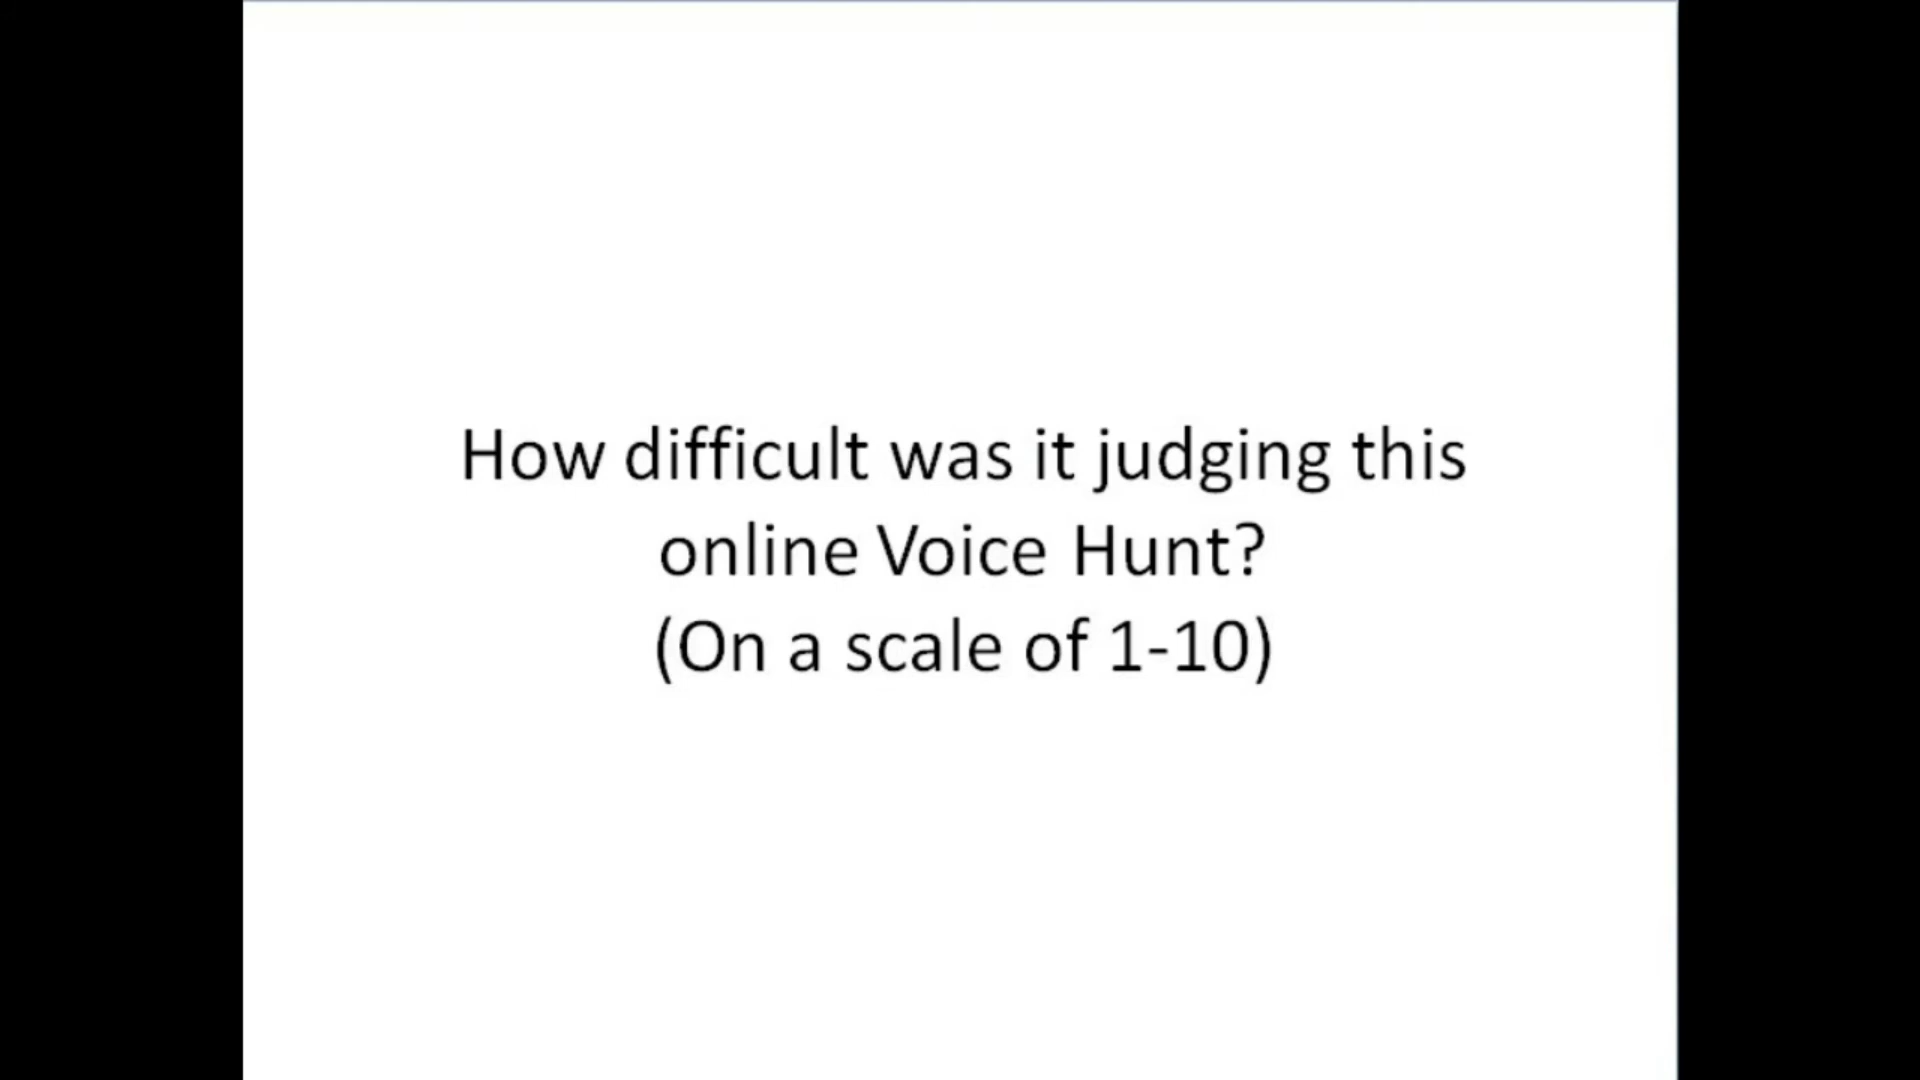 How difficult was it judging this
online Voice Hunt?
(On a scale of 1-10)